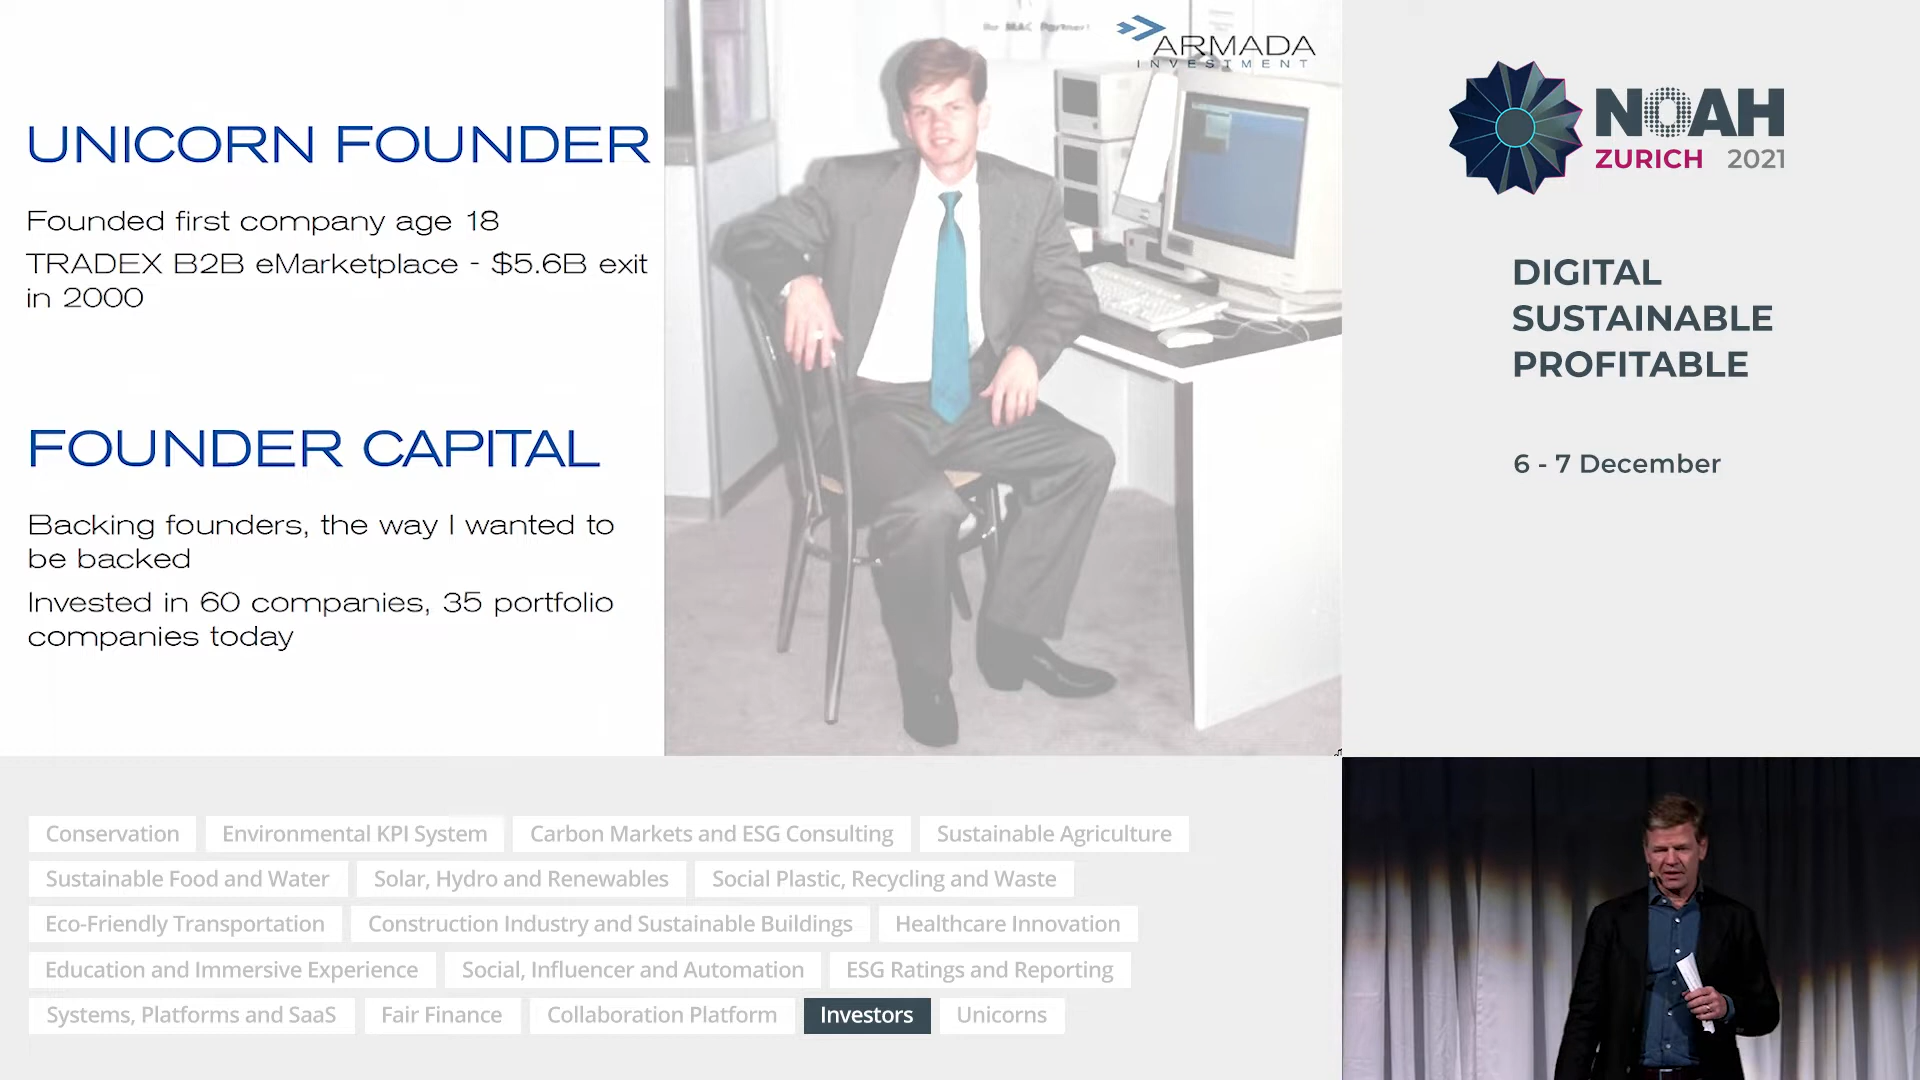 UNICORN FOUNDER
Founded first company age 18
TRADEX B2B eMarketplace - $5.6B exit
in 2000
FOUNDER CAPITAL
Backing founders, the way I wanted to
be backed
Invested in 60 companies, 35 portfolio
companies today
ARMADA
INVESTMENT
NOAH
ZURICH 2021
DIGITAL
SUSTAINABLE
PROFITABLE
6 - 7 December
Conservation Environmental KPI System Carbon Markets and ESG Consulting Sustainable Agriculture
Sustainable Food and Water Solar, Hydro and Renewables Social Plastic, Recycling and Waste
Eco-Friendly Transportation Construction Industry and Sustainable Buildings Healthcare Innovation
Education and Immersive Experience Social, Influencer and Automation ESG Ratings and Reporting
Systems, Platforms and SaaS Fair Finance Collaboration Platform Investors Unicorns